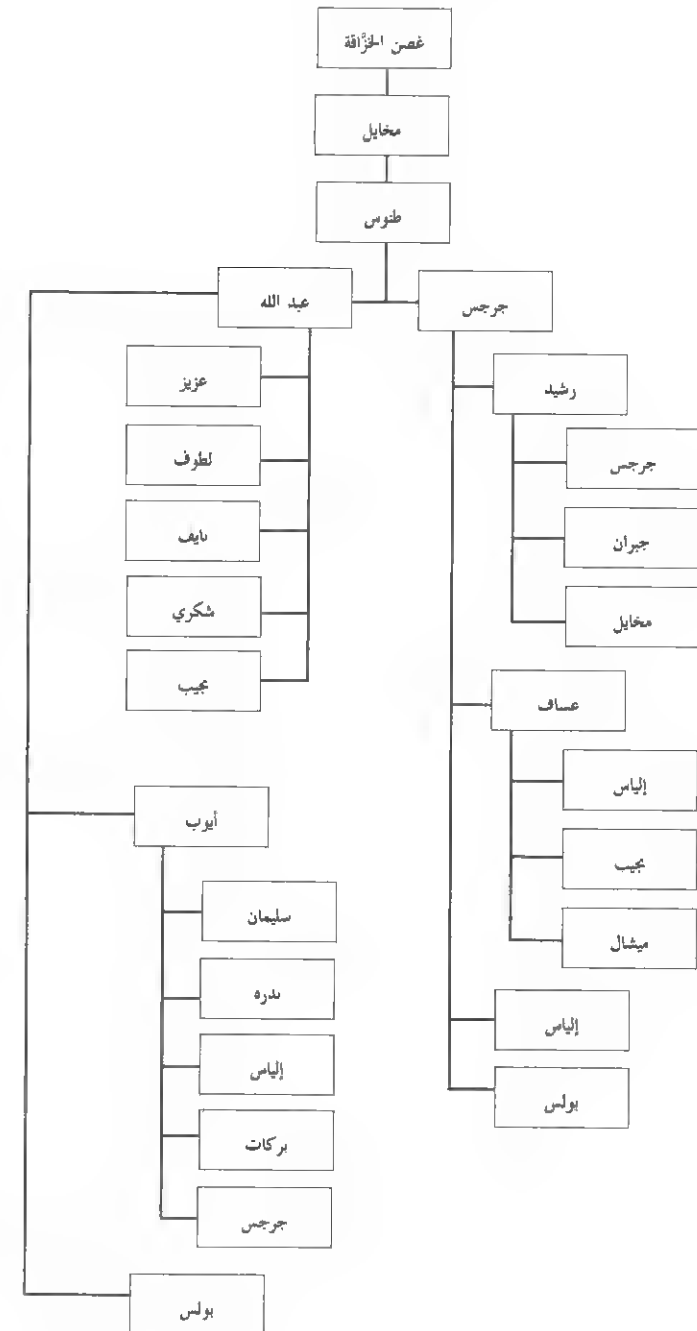 غصن الخزّاقة
مخايل
طنوس
جرجس
رشيد
جرجس
جبران
مخايل
عساف
إلياس
نجيب
ميشال
إلياس
بولس
عبد الله
عزيز
لطوف
نايف
شكري
نجيب
أيوب
سليمان
ندره
إلياس
بركات
جرجس
بولس